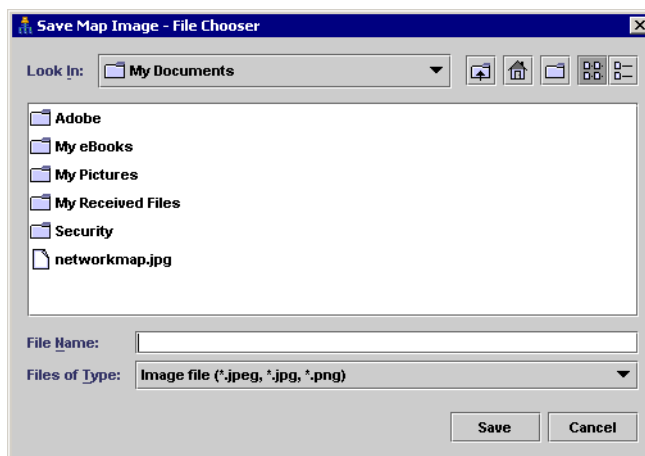 Save Map Image - File Chooser
Look In: My Documents
Adobe
My eBooks
My Pictures
My Received Files
Security
networkmap.jpg
File Name:
Files of Type: Image file (*.jpeg, *.jpg, *.png)
Save Cancel